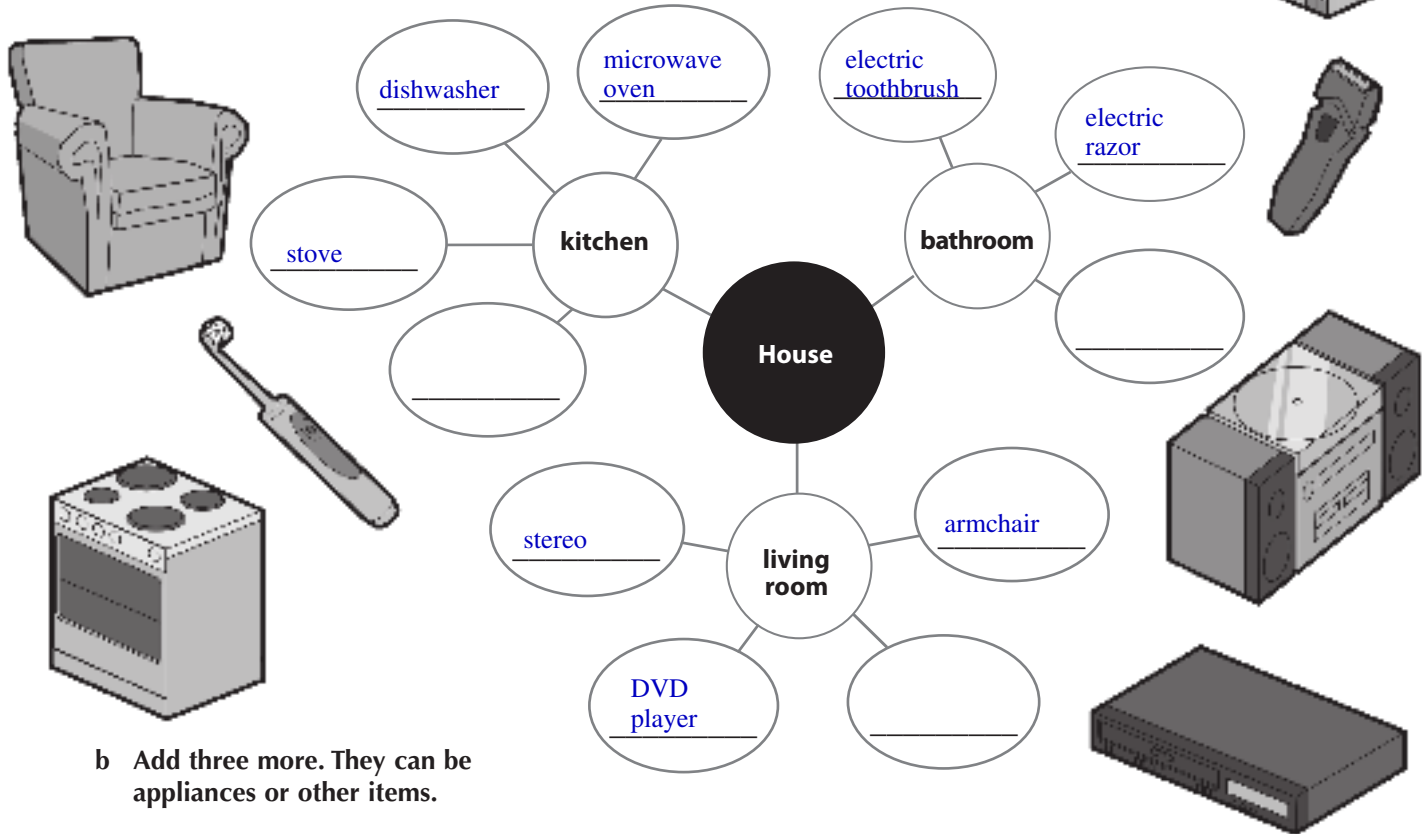 dishwasher
microwave
oven
electric
toothbrush
electric
razor
stove
kitchen
bathroom
House
stereo
armchair
living
room
DVD
player
b Add three more. They can be
appliances or other items.